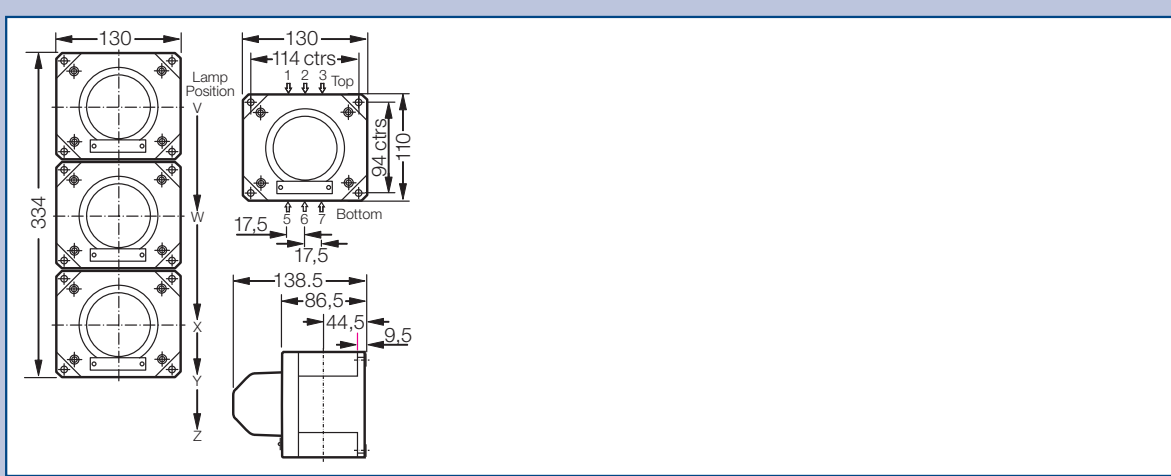 130
334
Lamp
Position
V
W
X
Y
Z
130
114 ctrs
1 2 3 Top
94 ctrs
110
5 6 7 Bottom
17,5
17,5
138.5
86,5
44,5
9,5